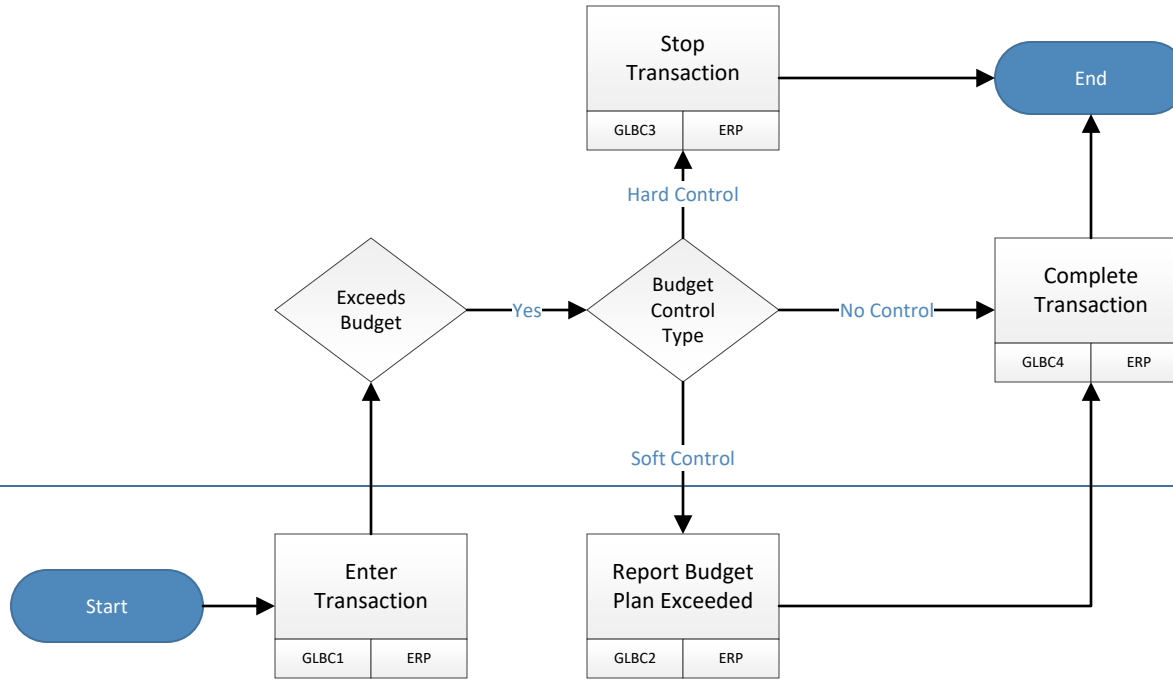 Stop
Transaction
GLBC3
ERP
End
Hard Control
Exceeds
Budget
Yes
Budget
Control
Type
No Control
Complete
Transaction
GLBC4
ERP
Soft Control
Start
Enter
Transaction
GLBC1
ERP
Report Budget
Plan Exceeded
GLBC2
ERP